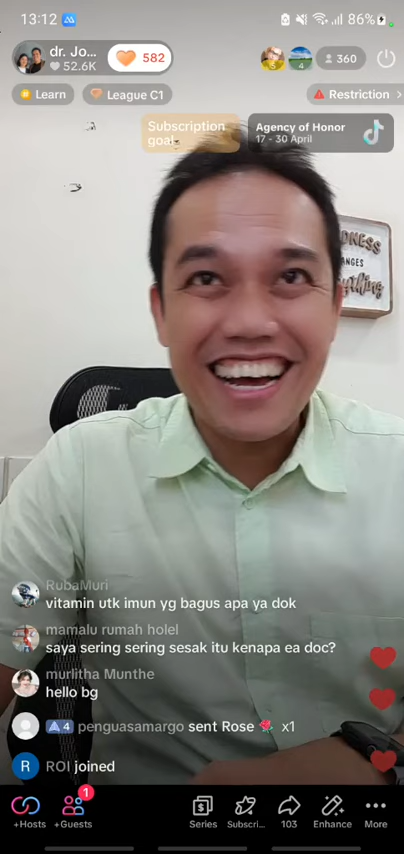 13:12
86%
dr. Jo...
52.6K
582
5
4
360
Learn
League C1
Restriction >
Subscription goal
Agency of Honor
17 - 30 April
RubaMuri
vitamin utk imun yg bagus apa ya dok
mamalu rumah holel
saya sering sering sesak itu kenapa ea doc?
murlitha Munthe
hello bg
4 penguasamargo sent Rose 🌹 x1
R
ROI joined
1
+Hosts
+Guests
Series
Subscri...
103
Enhance
More